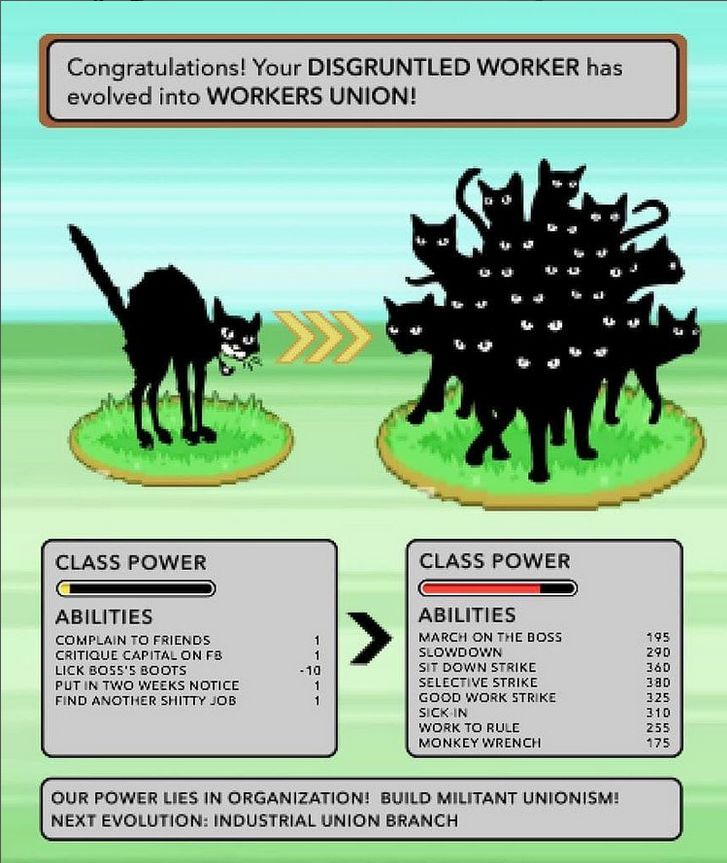 Congratulations! Your DISGRUNTLED WORKER has
evolved into WORKERS UNION!
CLASS POWER
ABILITIES
COMPLAIN TO FRIENDS 1
CRITIQUE CAPITAL ON FB 1
LICK BOSS'S BOOTS -10
PUT IN TWO WEEKS NOTICE 1
FIND ANOTHER SHITTY JOB 1
CLASS POWER
ABILITIES
MARCH ON THE BOSS 195
SLOWDOWN 290
SIT DOWN STRIKE 360
SELECTIVE STRIKE 380
GOOD WORK STRIKE 325
SICK-IN 310
WORK TO RULE 255
MONKEY WRENCH 175
OUR POWER LIES IN ORGANIZATION! BUILD MILITANT UNIONISM!
NEXT EVOLUTION: INDUSTRIAL UNION BRANCH